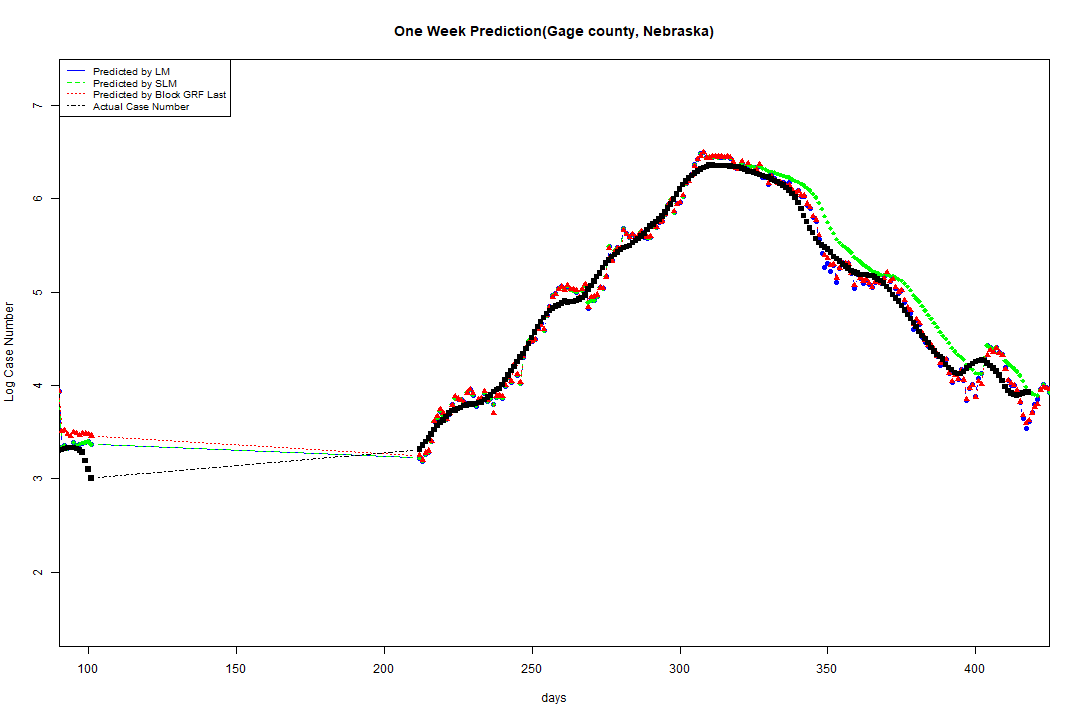 One Week Prediction(Gage county, Nebraska)
Predicted by LM
Predicted by SLM
Predicted by Block GRF Last
Actual Case Number
7
6
5
4
3
2
Log Case Number
100 150 200 250 300 350 400
days